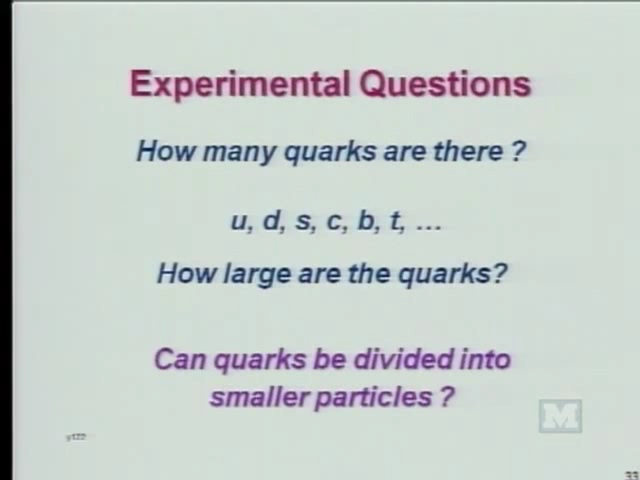 Experimental Questions
How many quarks are there ?
u, d, s, c, b, t, ...
How large are the quarks?
Can quarks be divided into
smaller particles ?
M
33